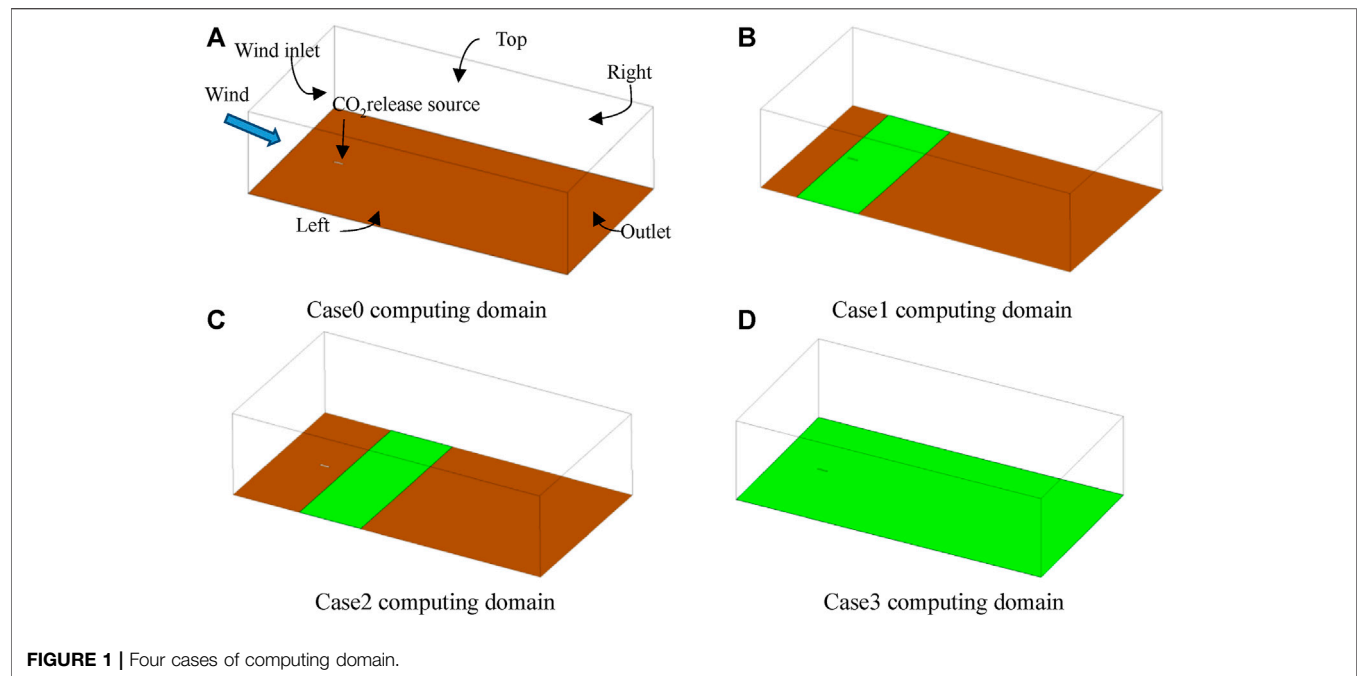 A
Wind inlet
Top
Right
Wind
CO2release source
Left
Outlet
Case0 computing domain
B
Case1 computing domain
C
Case2 computing domain
D
Case3 computing domain
FIGURE 1 | Four cases of computing domain.